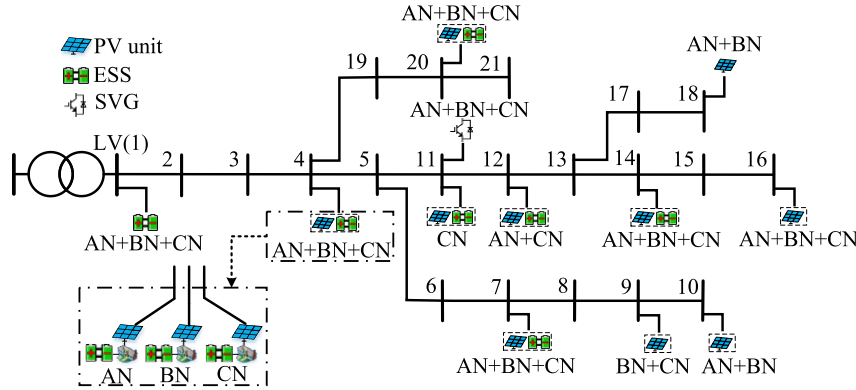 AN+BN+CN
PV unit
ESS
SVG
19
20
21
AN+BN
AN+BN+CN
17
18
LV(1)
2
3
4
5
11
12
13
14
15
16
AN+BN+CN
AN+BN+CN
CN
AN+CN
AN+BN+CN
AN+BN+CN
6
7
8
9
10
AN+BN+CN
BN+CN
AN+BN
AN
BN
CN